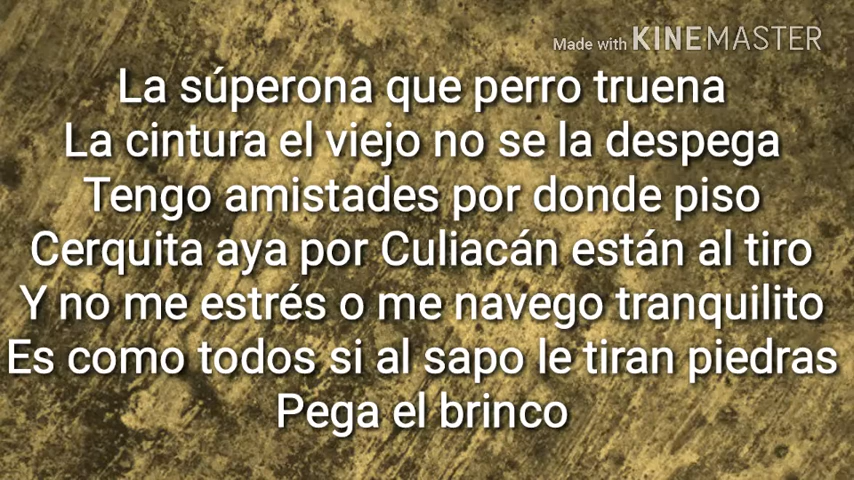 Made with KINEMASTER
La súperona que perro truena
La cintura el viejo no se la despega
Tengo amistades por donde piso
Cerquita aya por Culiacán están al tiro
Y no me estrés o me navego tranquilito
Es como todos si al sapo le tiran piedras
Pega el brinco